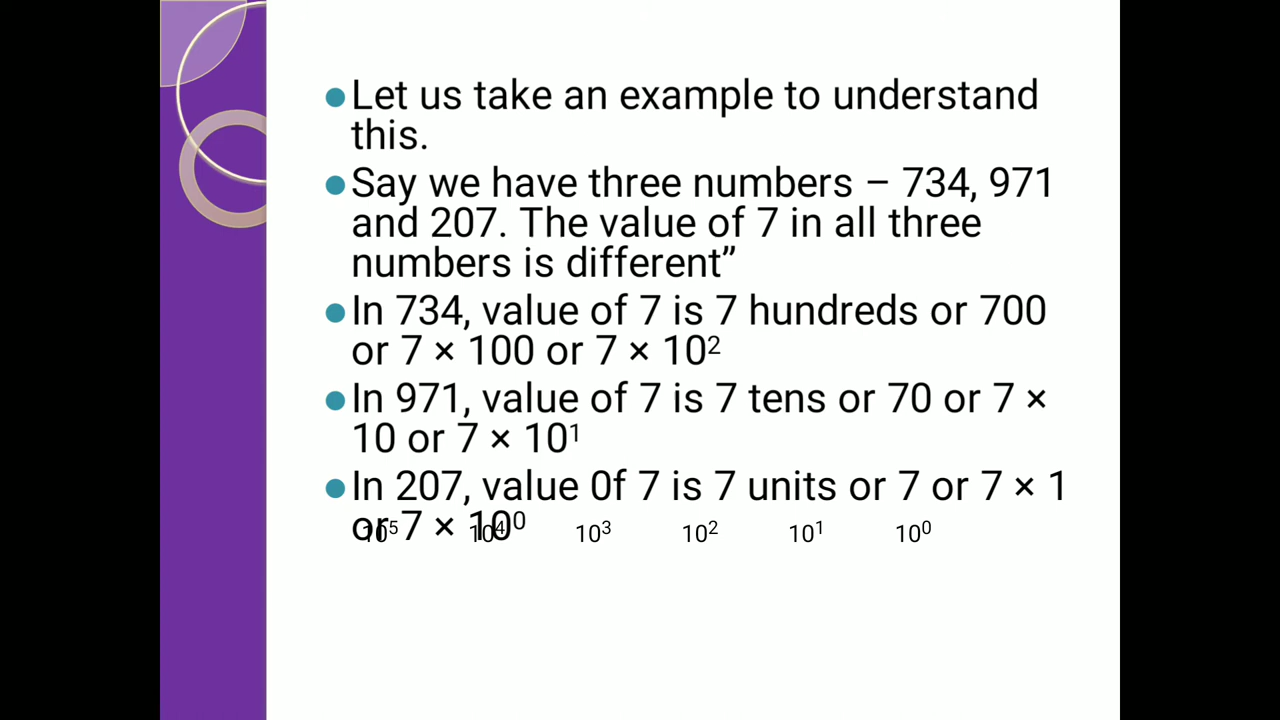 Let us take an example to understand
this.
Say we have three numbers – 734, 971
and 207. The value of 7 in all three
numbers is different”
In 734, value of 7 is 7 hundreds or 700
or 7 × 100 or 7 × 10²
In 971, value of 7 is 7 tens or 70 or 7 ×
10 or 7 × 10¹
In 207, value 0f 7 is 7 units or 7 or 7 × 1
or 7 × 10⁰
10⁵ 10⁴ 10³ 10² 10¹ 10⁰